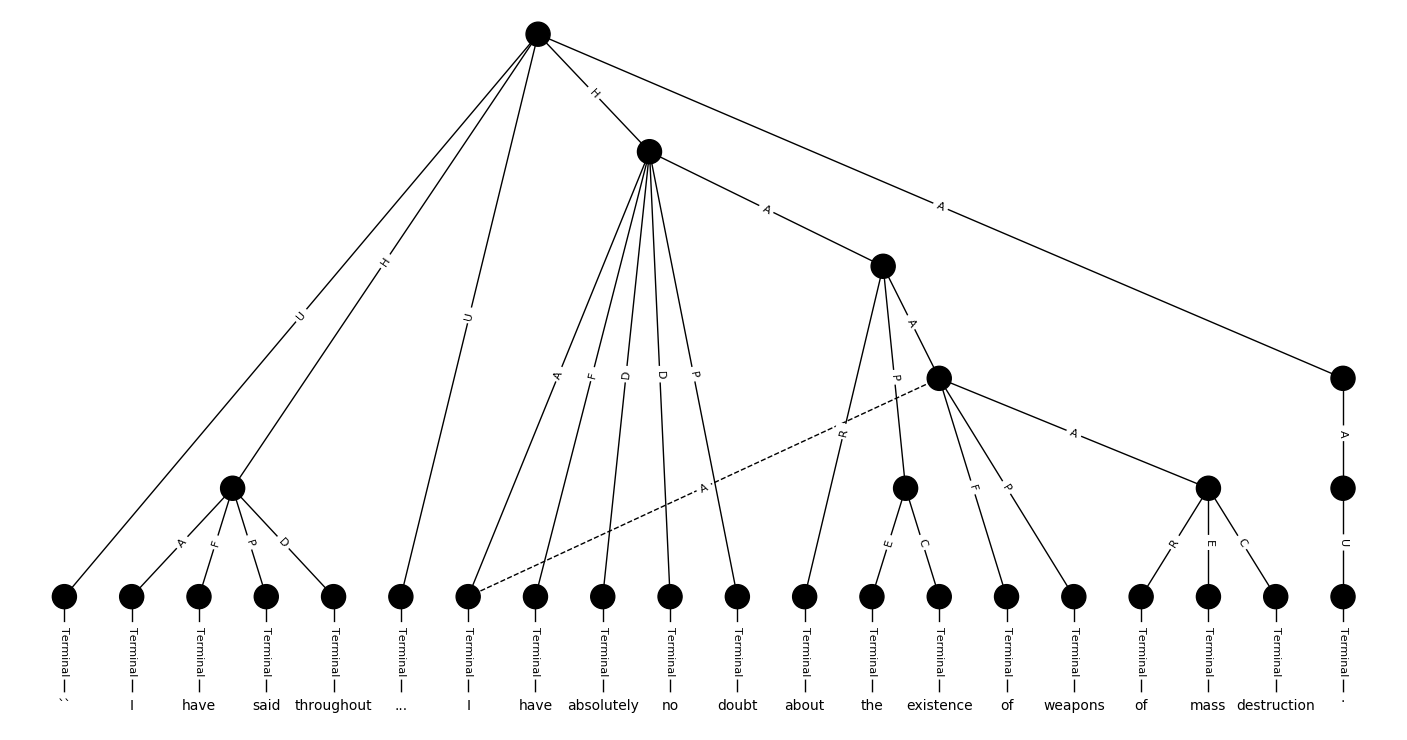 H
A
U
H
A
U
A
A F D D P P
R A
A F P D A F P E C R E C U
Terminal Terminal Terminal Terminal Terminal Terminal Terminal Terminal Terminal Terminal Terminal Terminal Terminal Terminal Terminal Terminal Terminal Terminal Terminal Terminal
`` I have said throughout ... I have absolutely no doubt about the existence of weapons of mass destruction .